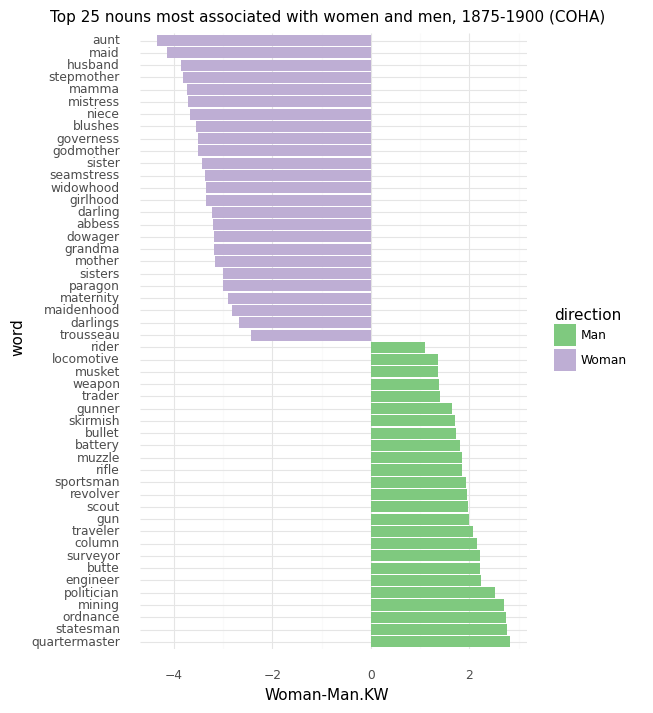 Top 25 nouns most associated with women and men, 1875-1900 (COHA)
aunt
maid
husband
stepmother
mamma
mistress
niece
blushes
governess
godmother
sister
seamstress
widowhood
girlhood
darling
abbess
dowager
grandma
mother
sisters
paragon
maternity
maidenhood
darlings
trousseau
rider
locomotive
musket
weapon
trader
gunner
skirmish
bullet
battery
muzzle
rifle
sportsman
revolver
scout
gun
traveler
column
surveyor
butte
engineer
politician
mining
ordnance
statesman
quartermaster
word
−4 −2 0 2
Woman-Man.KW
direction
Man
Woman